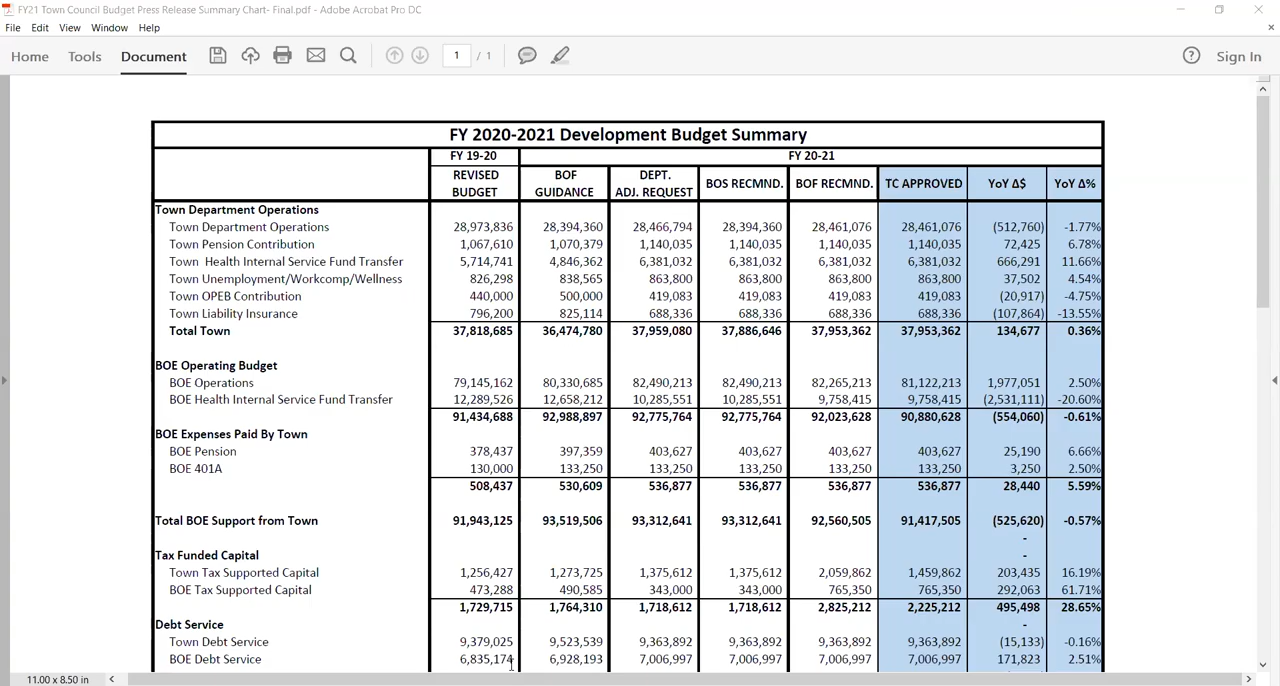 FY21 Town Council Budget Press Release Summary Chart- Final.pdf - Adobe Acrobat Pro DC
File Edit View Window Help
Home Tools Document 1 / 1 Sign In
FY 2020-2021 Development Budget Summary
FY 19-20 FY 20-21
REVISED BUDGET BOF GUIDANCE DEPT. ADJ. REQUEST BOS RECMND. BOF RECMND. TC APPROVED YoY Δ$ YoY Δ%
Town Department Operations
Town Department Operations 28,973,836 28,394,360 28,466,794 28,394,360 28,461,076 28,461,076 (512,760) -1.77%
Town Pension Contribution 1,067,610 1,070,379 1,140,035 1,140,035 1,140,035 1,140,035 72,425 6.78%
Town Health Internal Service Fund Transfer 5,714,741 4,846,362 6,381,032 6,381,032 6,381,032 6,381,032 666,291 11.66%
Town Unemployment/Workcomp/Wellness 826,298 838,565 863,800 863,800 863,800 863,800 37,502 4.54%
Town OPEB Contribution 440,000 500,000 419,083 419,083 419,083 419,083 (20,917) -4.75%
Town Liability Insurance 796,200 825,114 688,336 688,336 688,336 688,336 (107,864) -13.55%
Total Town 37,818,685 36,474,780 37,959,080 37,886,646 37,953,362 37,953,362 134,677 0.36%
BOE Operating Budget
BOE Operations 79,145,162 80,330,685 82,490,213 82,490,213 82,265,213 81,122,213 1,977,051 2.50%
BOE Health Internal Service Fund Transfer 12,289,526 12,658,212 10,285,551 10,285,551 9,758,415 9,758,415 (2,531,111) -20.60%
91,434,688 92,988,897 92,775,764 92,775,764 92,023,628 90,880,628 (554,060) -0.61%
BOE Expenses Paid By Town
BOE Pension 378,437 397,359 403,627 403,627 403,627 403,627 25,190 6.66%
BOE 401A 130,000 133,250 133,250 133,250 133,250 133,250 3,250 2.50%
508,437 530,609 536,877 536,877 536,877 536,877 28,440 5.59%
Total BOE Support from Town 91,943,125 93,519,506 93,312,641 93,312,641 92,560,505 91,417,505 (525,620) -0.57%
-
Tax Funded Capital -
Town Tax Supported Capital 1,256,427 1,273,725 1,375,612 1,375,612 2,059,862 1,459,862 203,435 16.19%
BOE Tax Supported Capital 473,288 490,585 343,000 343,000 765,350 765,350 292,063 61.71%
1,729,715 1,764,310 1,718,612 1,718,612 2,825,212 2,225,212 495,498 28.65%
Debt Service -
Town Debt Service 9,379,025 9,523,539 9,363,892 9,363,892 9,363,892 9,363,892 (15,133) -0.16%
BOE Debt Service 6,835,174 6,928,193 7,006,997 7,006,997 7,006,997 7,006,997 171,823 2.51%
11.00 x 8.50 in